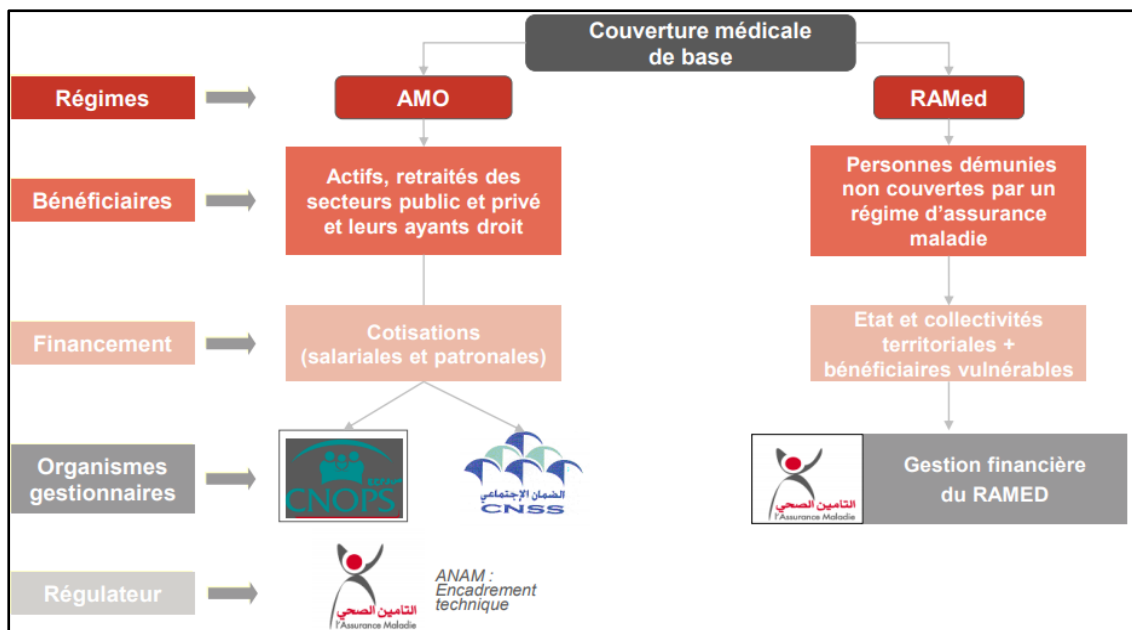 Couverture médicale
de base
Régimes
AMO
RAMed
Bénéficiaires
Actifs, retraités des
secteurs public et privé
et leurs ayants droit
Personnes démunies
non couvertes par un
régime d’assurance
maladie
Financement
Cotisations
(salariales et patronales)
Etat et collectivités
territoriales +
bénéficiaires vulnérables
Organismes
gestionnaires
CNOPS
الضمان الإجتماعي
CNSS
التأمين الصحي
l'Assurance Maladie
Gestion financière
du RAMED
Régulateur
التأمين الصحي
l'Assurance Maladie
ANAM :
Encadrement
technique